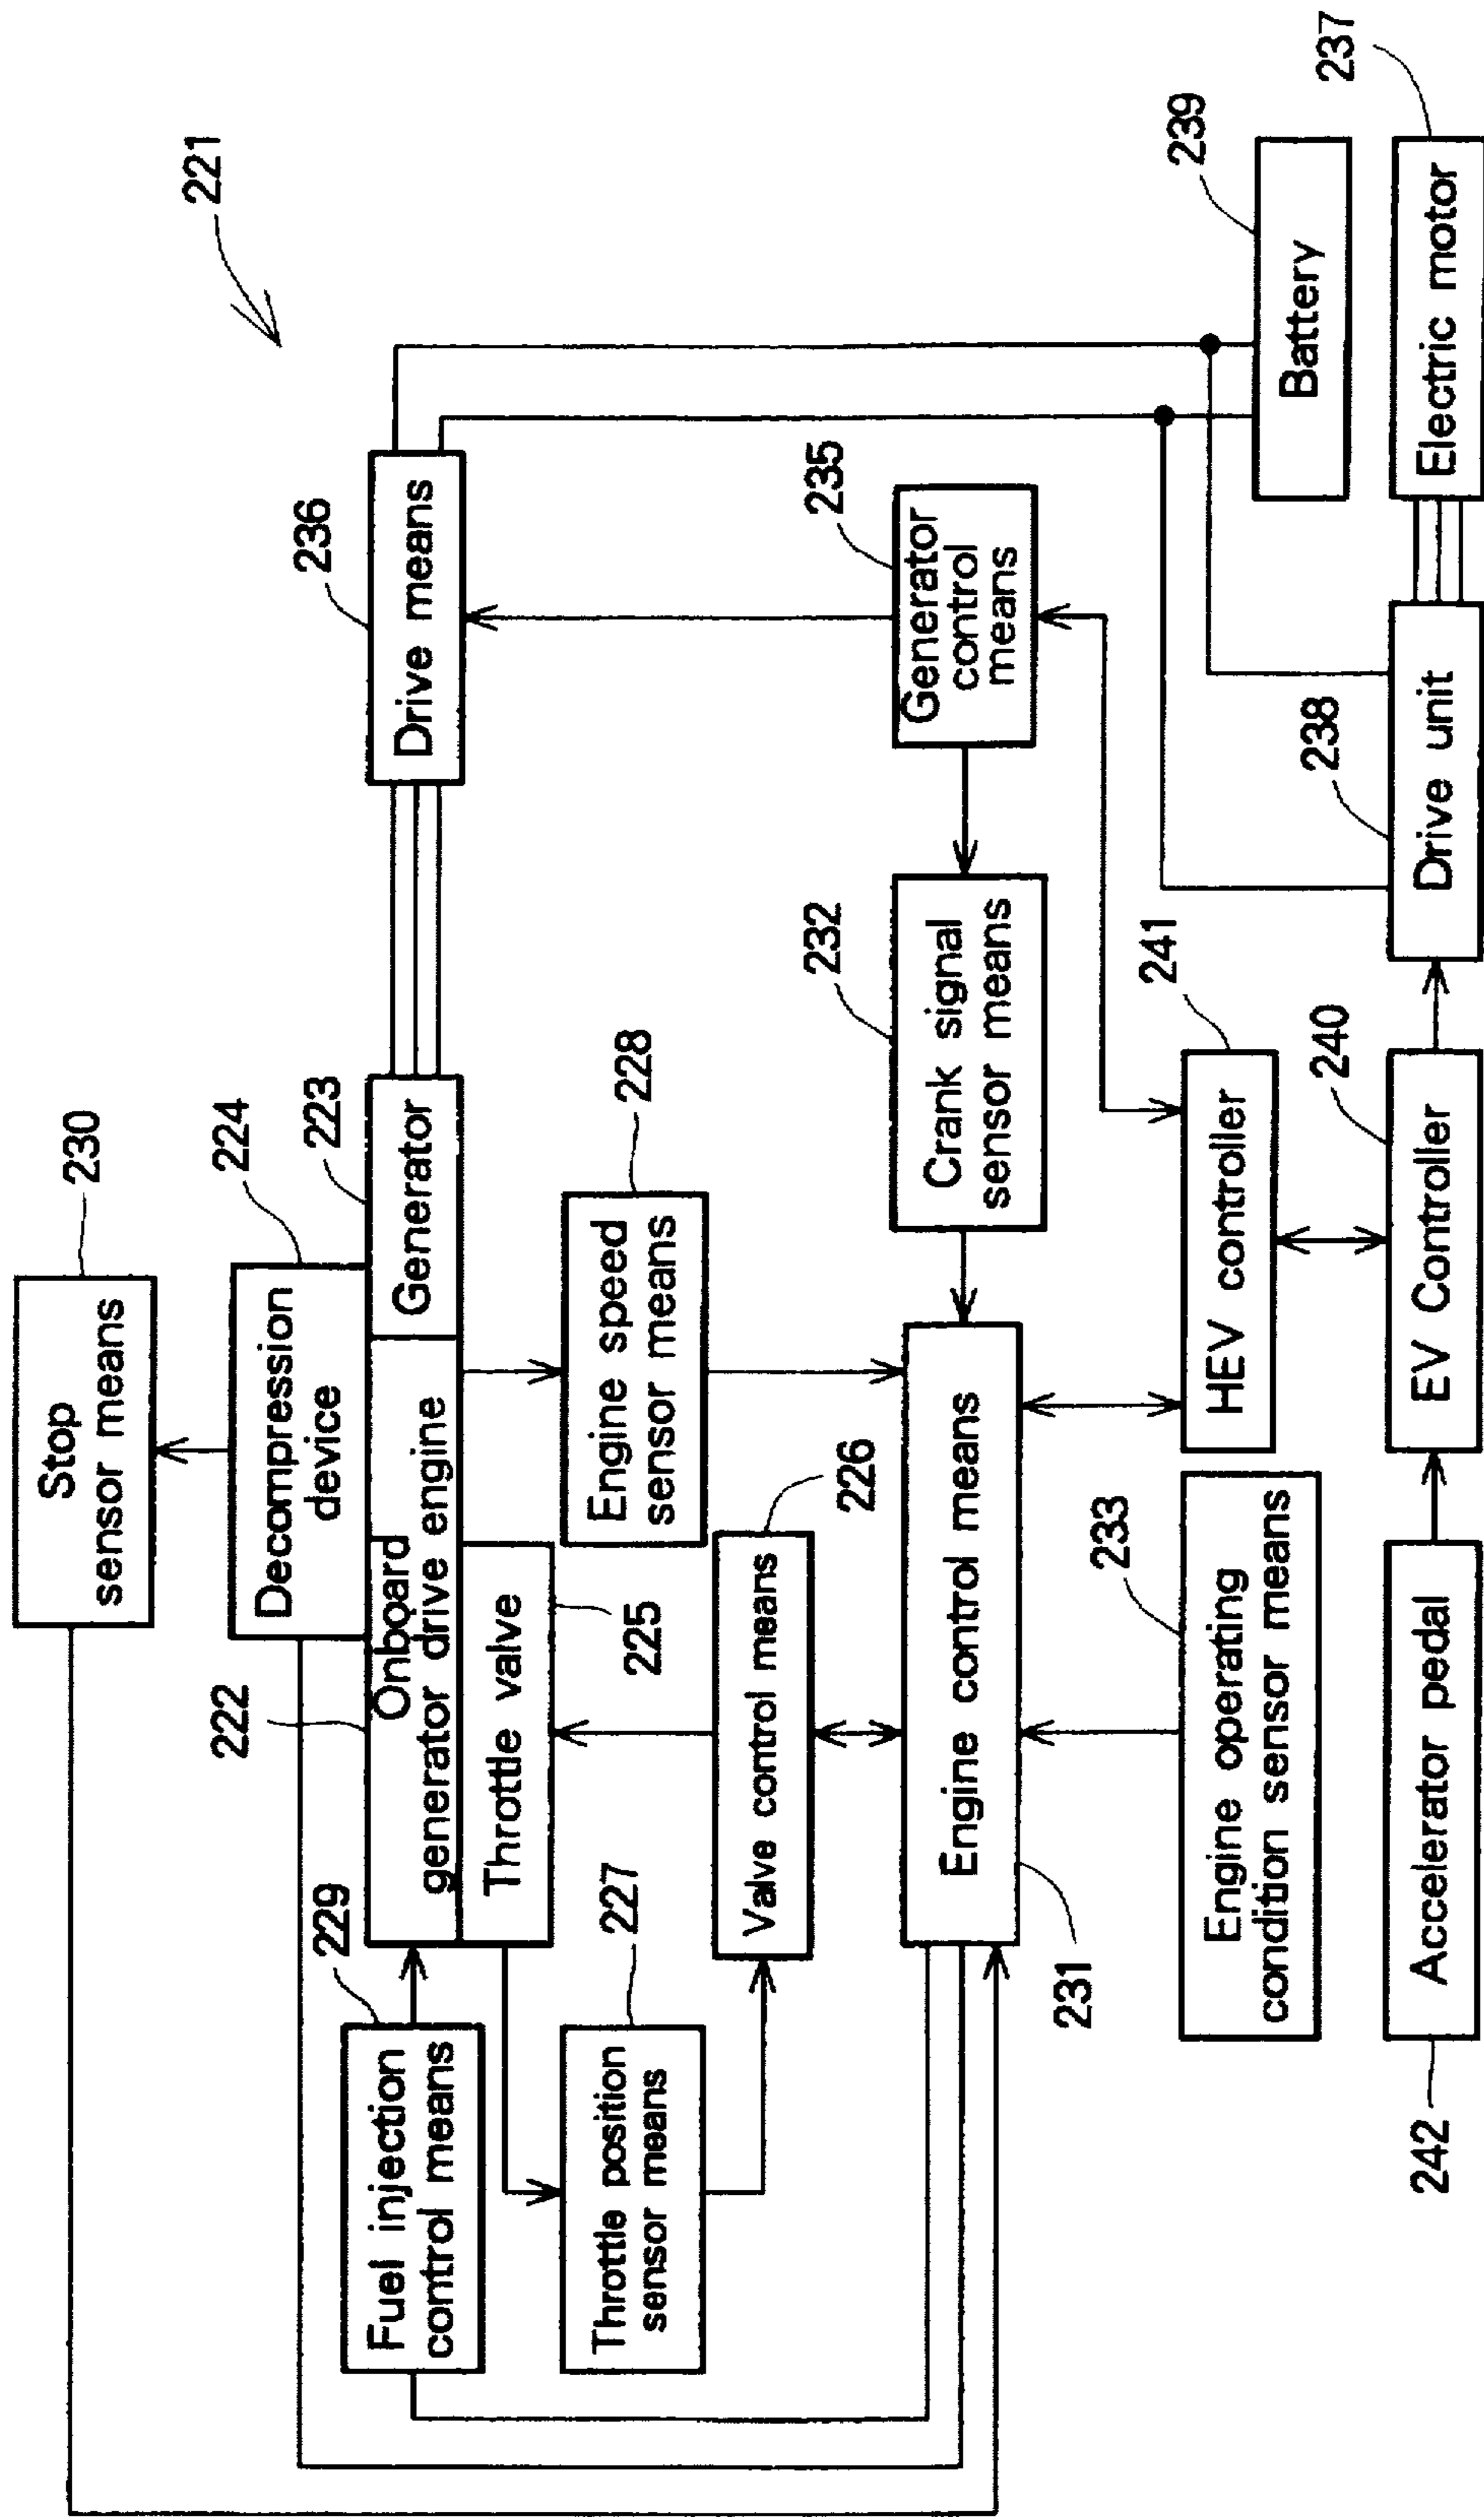 221
230
Stop
sensor means
224
Decompression
device
222
Onboard
generator drive engine
223
Generator
236
Drive means
229
Fuel injection
control means
Throttle valve
225
228
Engine speed
sensor means
227
Throttle position
sensor means
226
Valve control means
235
Generator
control
means
232
Crank signal
sensor means
Engine control means
231
233
Engine operating
condition sensor means
241
HEV controller
239
Battery
242
Accelerator pedal
240
EV Controller
238
Drive unit
237
Electric motor